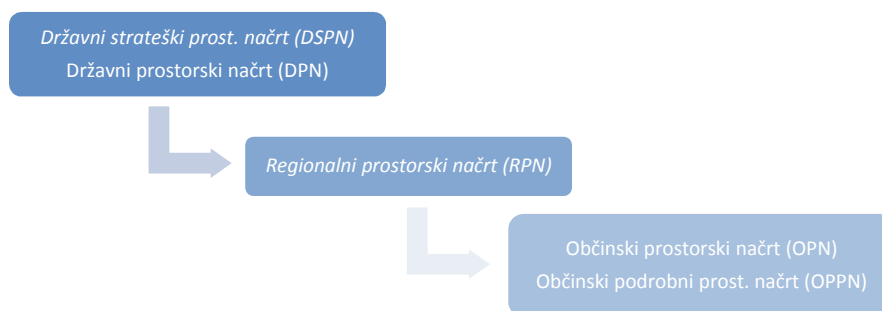 Državni strateški prost. načrt (DSPN)
Državni prostorski načrt (DPN)
Regionalni prostorski načrt (RPN)
Občinski prostorski načrt (OPN)
Občinski podrobni prost. načrt (OPPN)